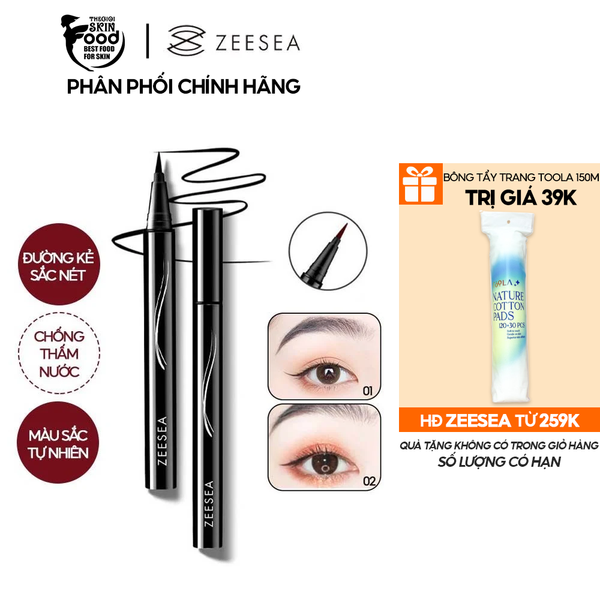 THEGIOI
SKIN
Food
BEST FOOD
FOR SKIN
ZEESEA
PHÂN PHỐI CHÍNH HÃNG
ĐƯỜNG KẺ
SẮC NÉT
CHỐNG
THẤM
NƯỚC
MÀU SẮC
TỰ NHIÊN
ZEESEA
ZEESEA
01
02
BÔNG TẨY TRANG TOOLA 150M
TRỊ GIÁ 39K
NATURE
COTTON
PADS
HĐ ZEESEA TỪ 259K
QUÀ TẶNG KHÔNG CÓ TRONG GIỎ HÀNG
SỐ LƯỢNG CÓ HẠN